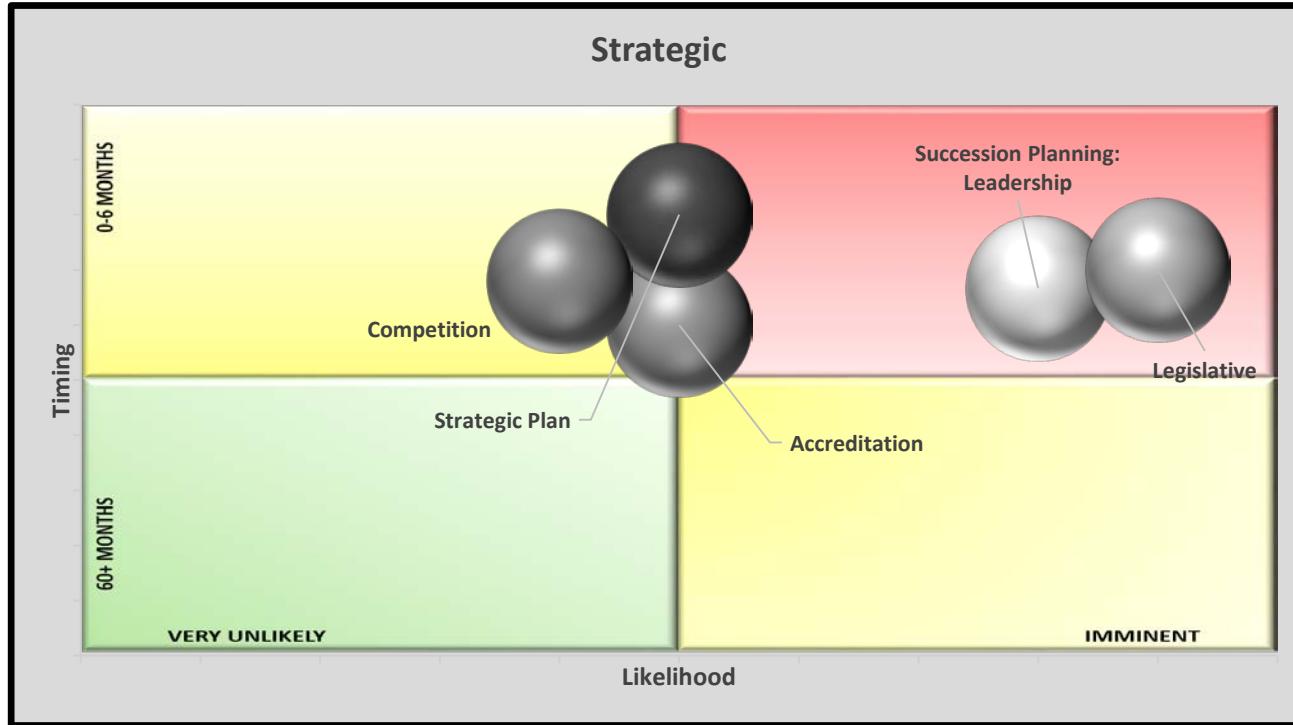 Strategic
0-6 MONTHS
Succession Planning:
Leadership
Competition
Legislative
Timing
Strategic Plan
Accreditation
60+ MONTHS
VERY UNLIKELY
IMMINENT
Likelihood